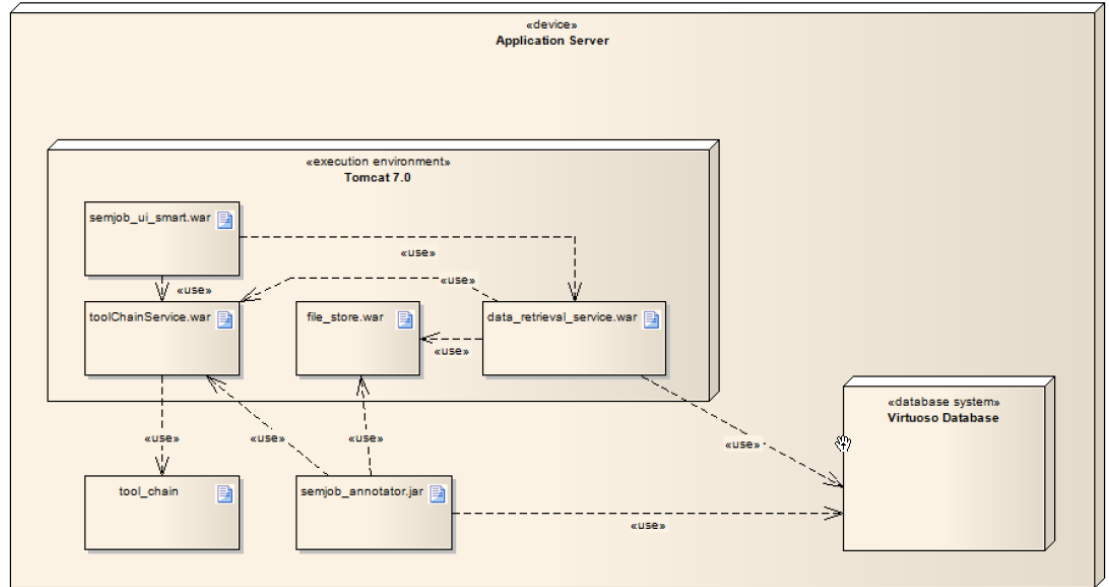 «device»
Application Server
«execution environment»
Tomcat 7.0
semjob_ui_smart.war
«use»
«use»
«use»
toolChainService.war
file_store.war
data_retrieval_service.war
«use»
«database system»
Virtuoso Database
«use»
«use»
«use»
«use»
tool_chain
semjob_annotator.jar
«use»